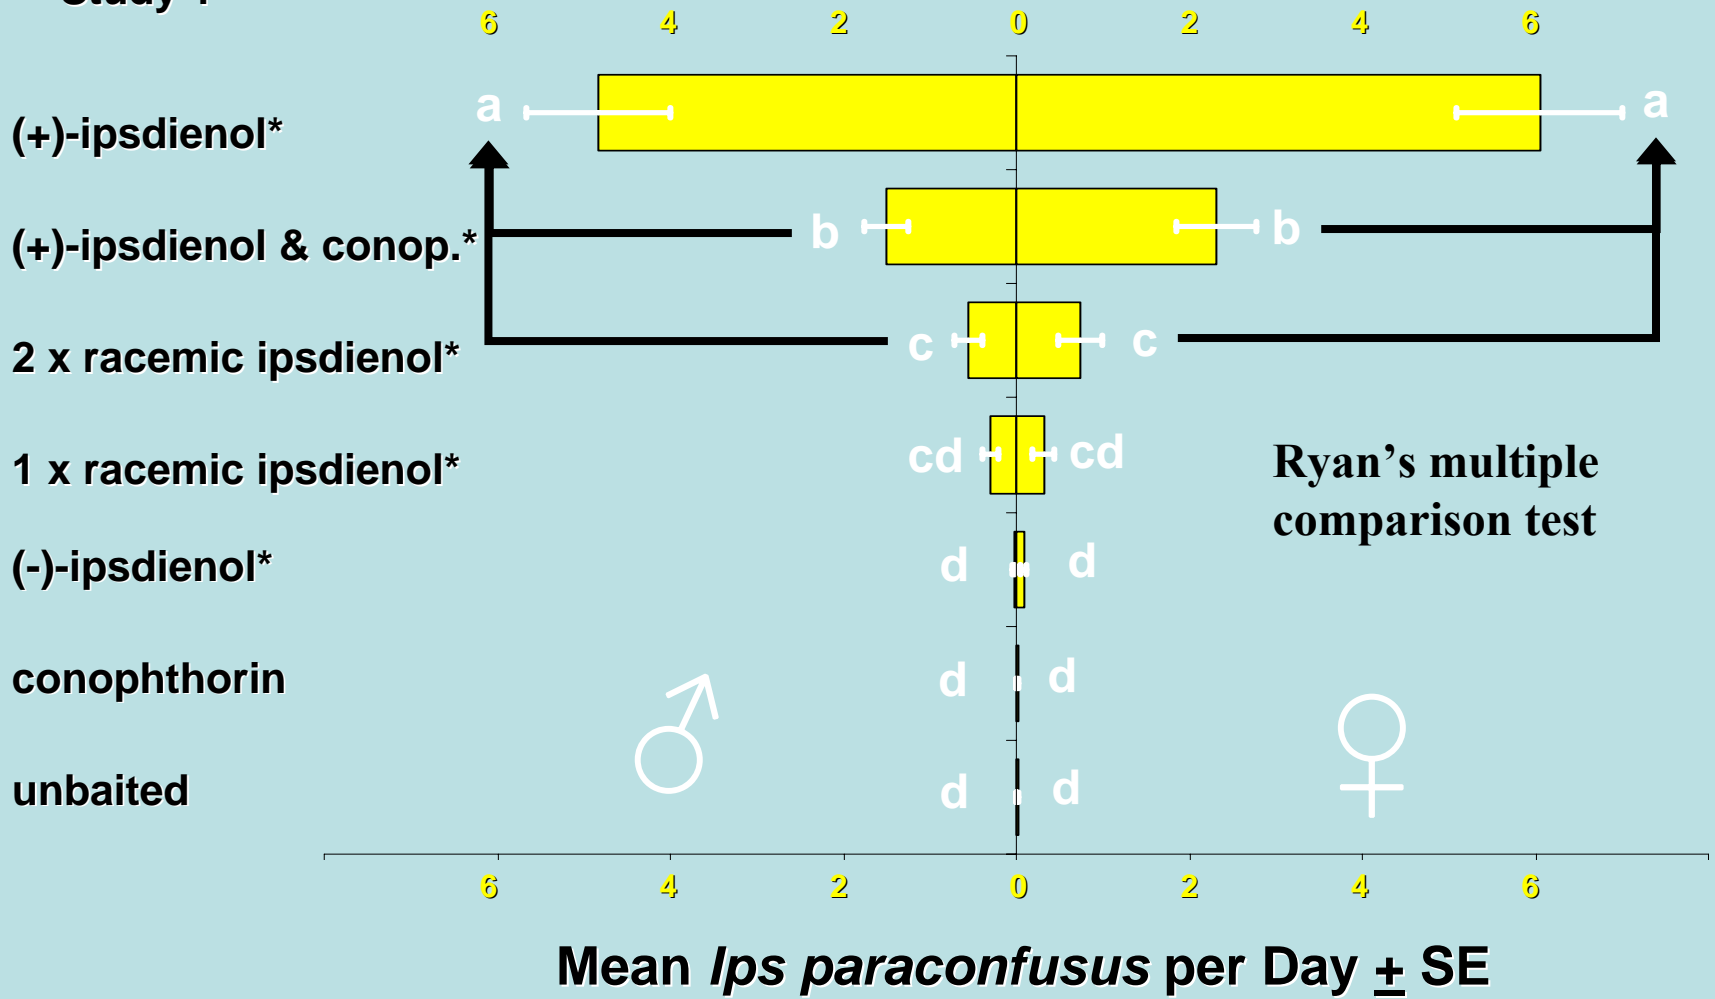 6 4 2 0 2 4 6
a a
(+)-ipsdienol*
b b
(+)-ipsdienol & conop.*
c c
2 x racemic ipsdienol*
cd cd
1 x racemic ipsdienol*
Ryan's multiple
comparison test
d d
(-)-ipsdienol*
d d
conophthorin
d d
unbaited
6 4 2 0 2 4 6
Mean Ips paraconfusus per Day ± SE